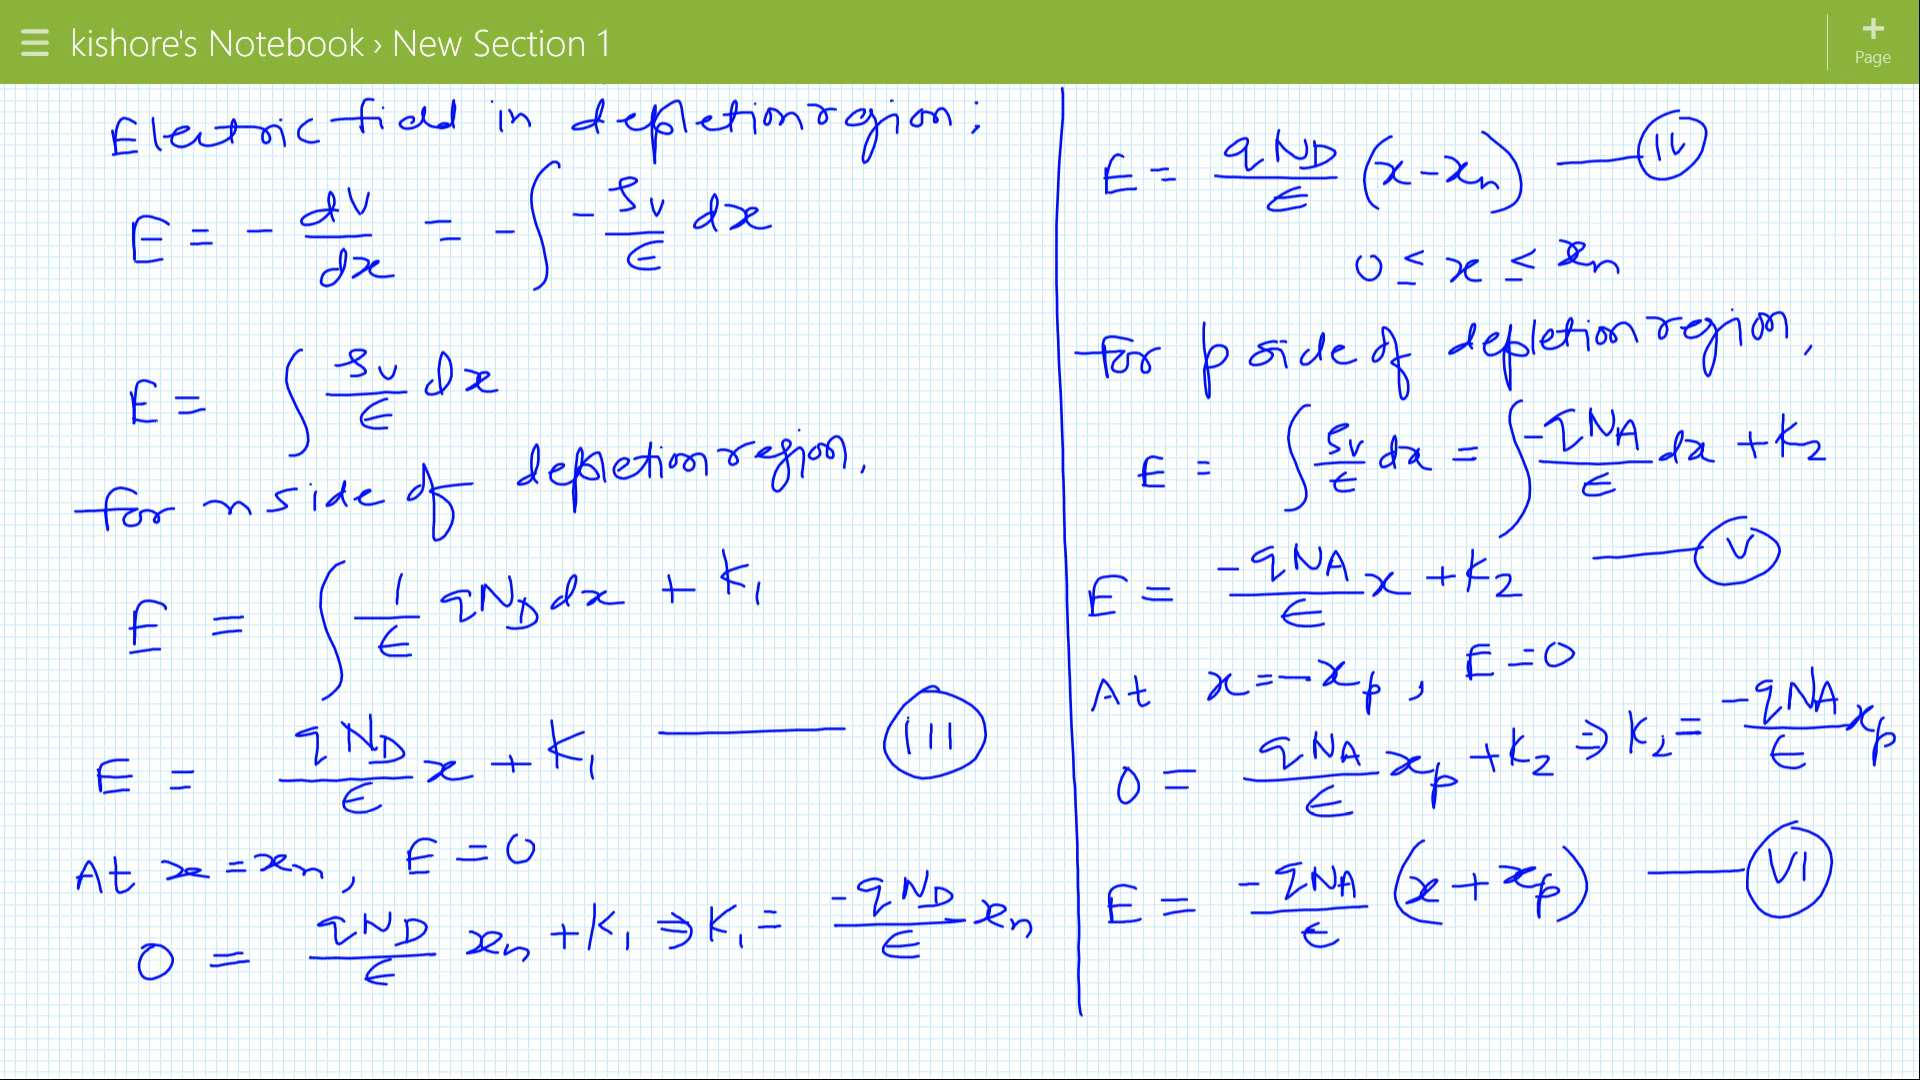 kishore's Notebook › New Section 1
+ Page
Electric field in depletion region;
E = - dV/dx = -∫ -ρv/ϵ dx
E = ∫ ρv/ϵ dx
for n side of depletion region,
E = ∫ 1/ϵ qND dx + K1
E = qND/ϵ x + K1 —— III
At x = xn, E = 0
0 = qND/ϵ xn + K1 ⇒ K1 = -qND/ϵ xn
E = qND/ϵ (x - xn) —— IV
0 ≤ x ≤ xn
for p side of depletion region,
E = ∫ ρv/ϵ dx = ∫ -qNA/ϵ dx + K2
E = -qNA/ϵ x + K2 —— V
At x = -xp, E = 0
0 = qNA/ϵ xp + K2 ⇒ K2 = -qNA/ϵ xp
E = -qNA/ϵ (x + xp) —— VI